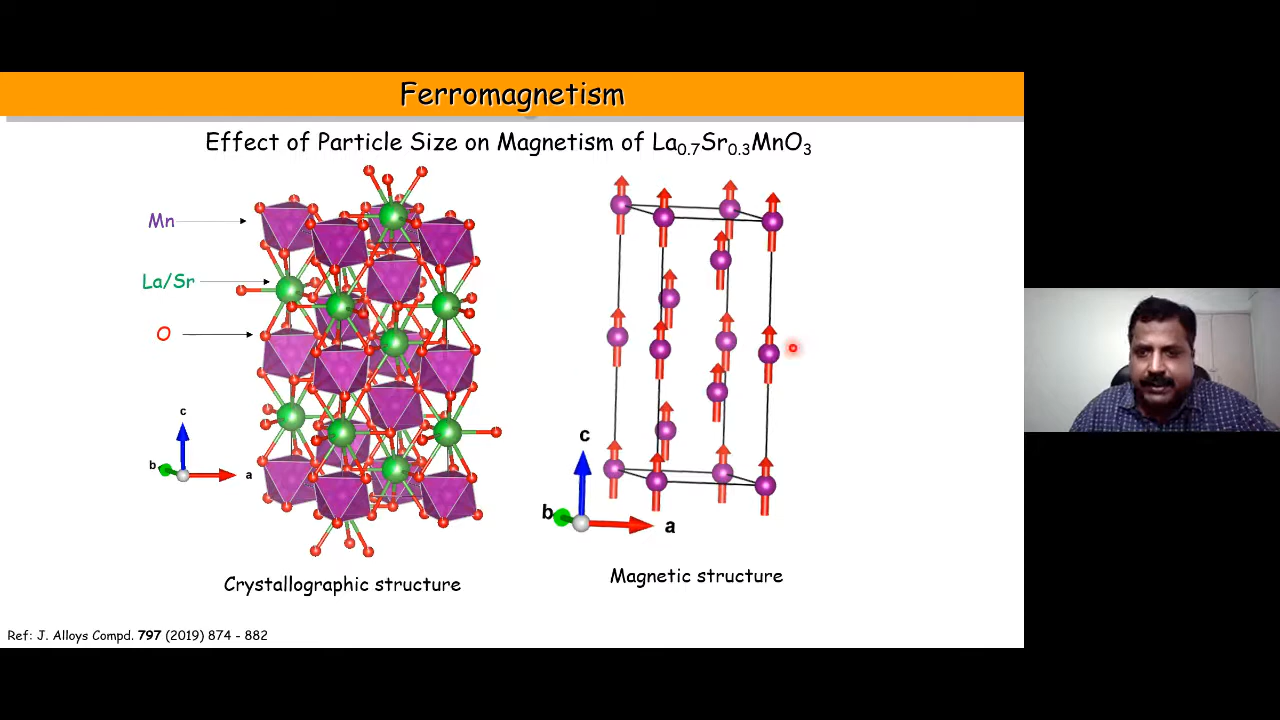 Ferromagnetism
Effect of Particle Size on Magnetism of La0.7Sr0.3MnO3
Mn
La/Sr
O
c
b
a
Crystallographic structure
c
b
a
Magnetic structure
Ref: J. Alloys Compd. 797 (2019) 874 - 882